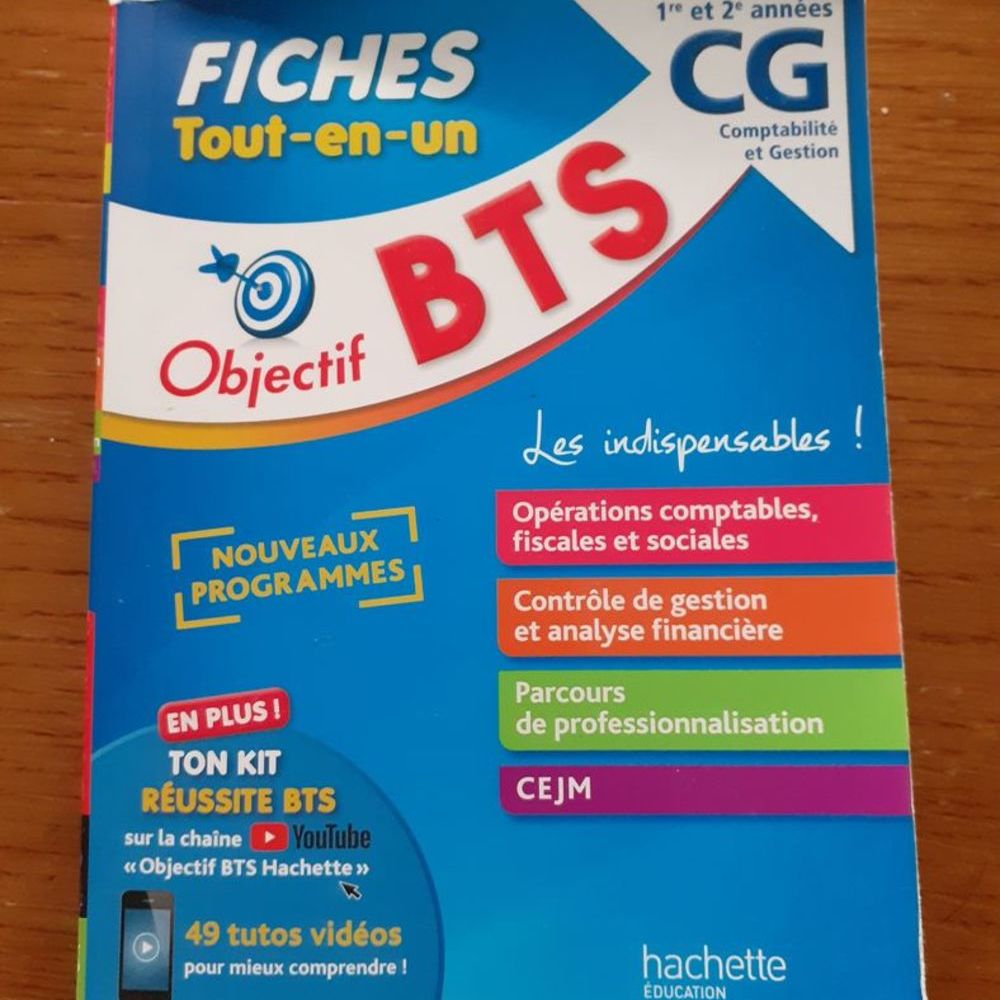 1re et 2e années
FICHES
Tout-en-un
CG
Comptabilité
et Gestion
Objectif BTS
Les indispensables !
Opérations comptables,
fiscales et sociales
Contrôle de gestion
et analyse financière
Parcours
de professionnalisation
CEJM
NOUVEAUX
PROGRAMMES
EN PLUS !
TON KIT
RÉUSSITE BTS
sur la chaîne YouTube
« Objectif BTS Hachette »
49 tutos vidéos
pour mieux comprendre !
hachette
ÉDUCATION